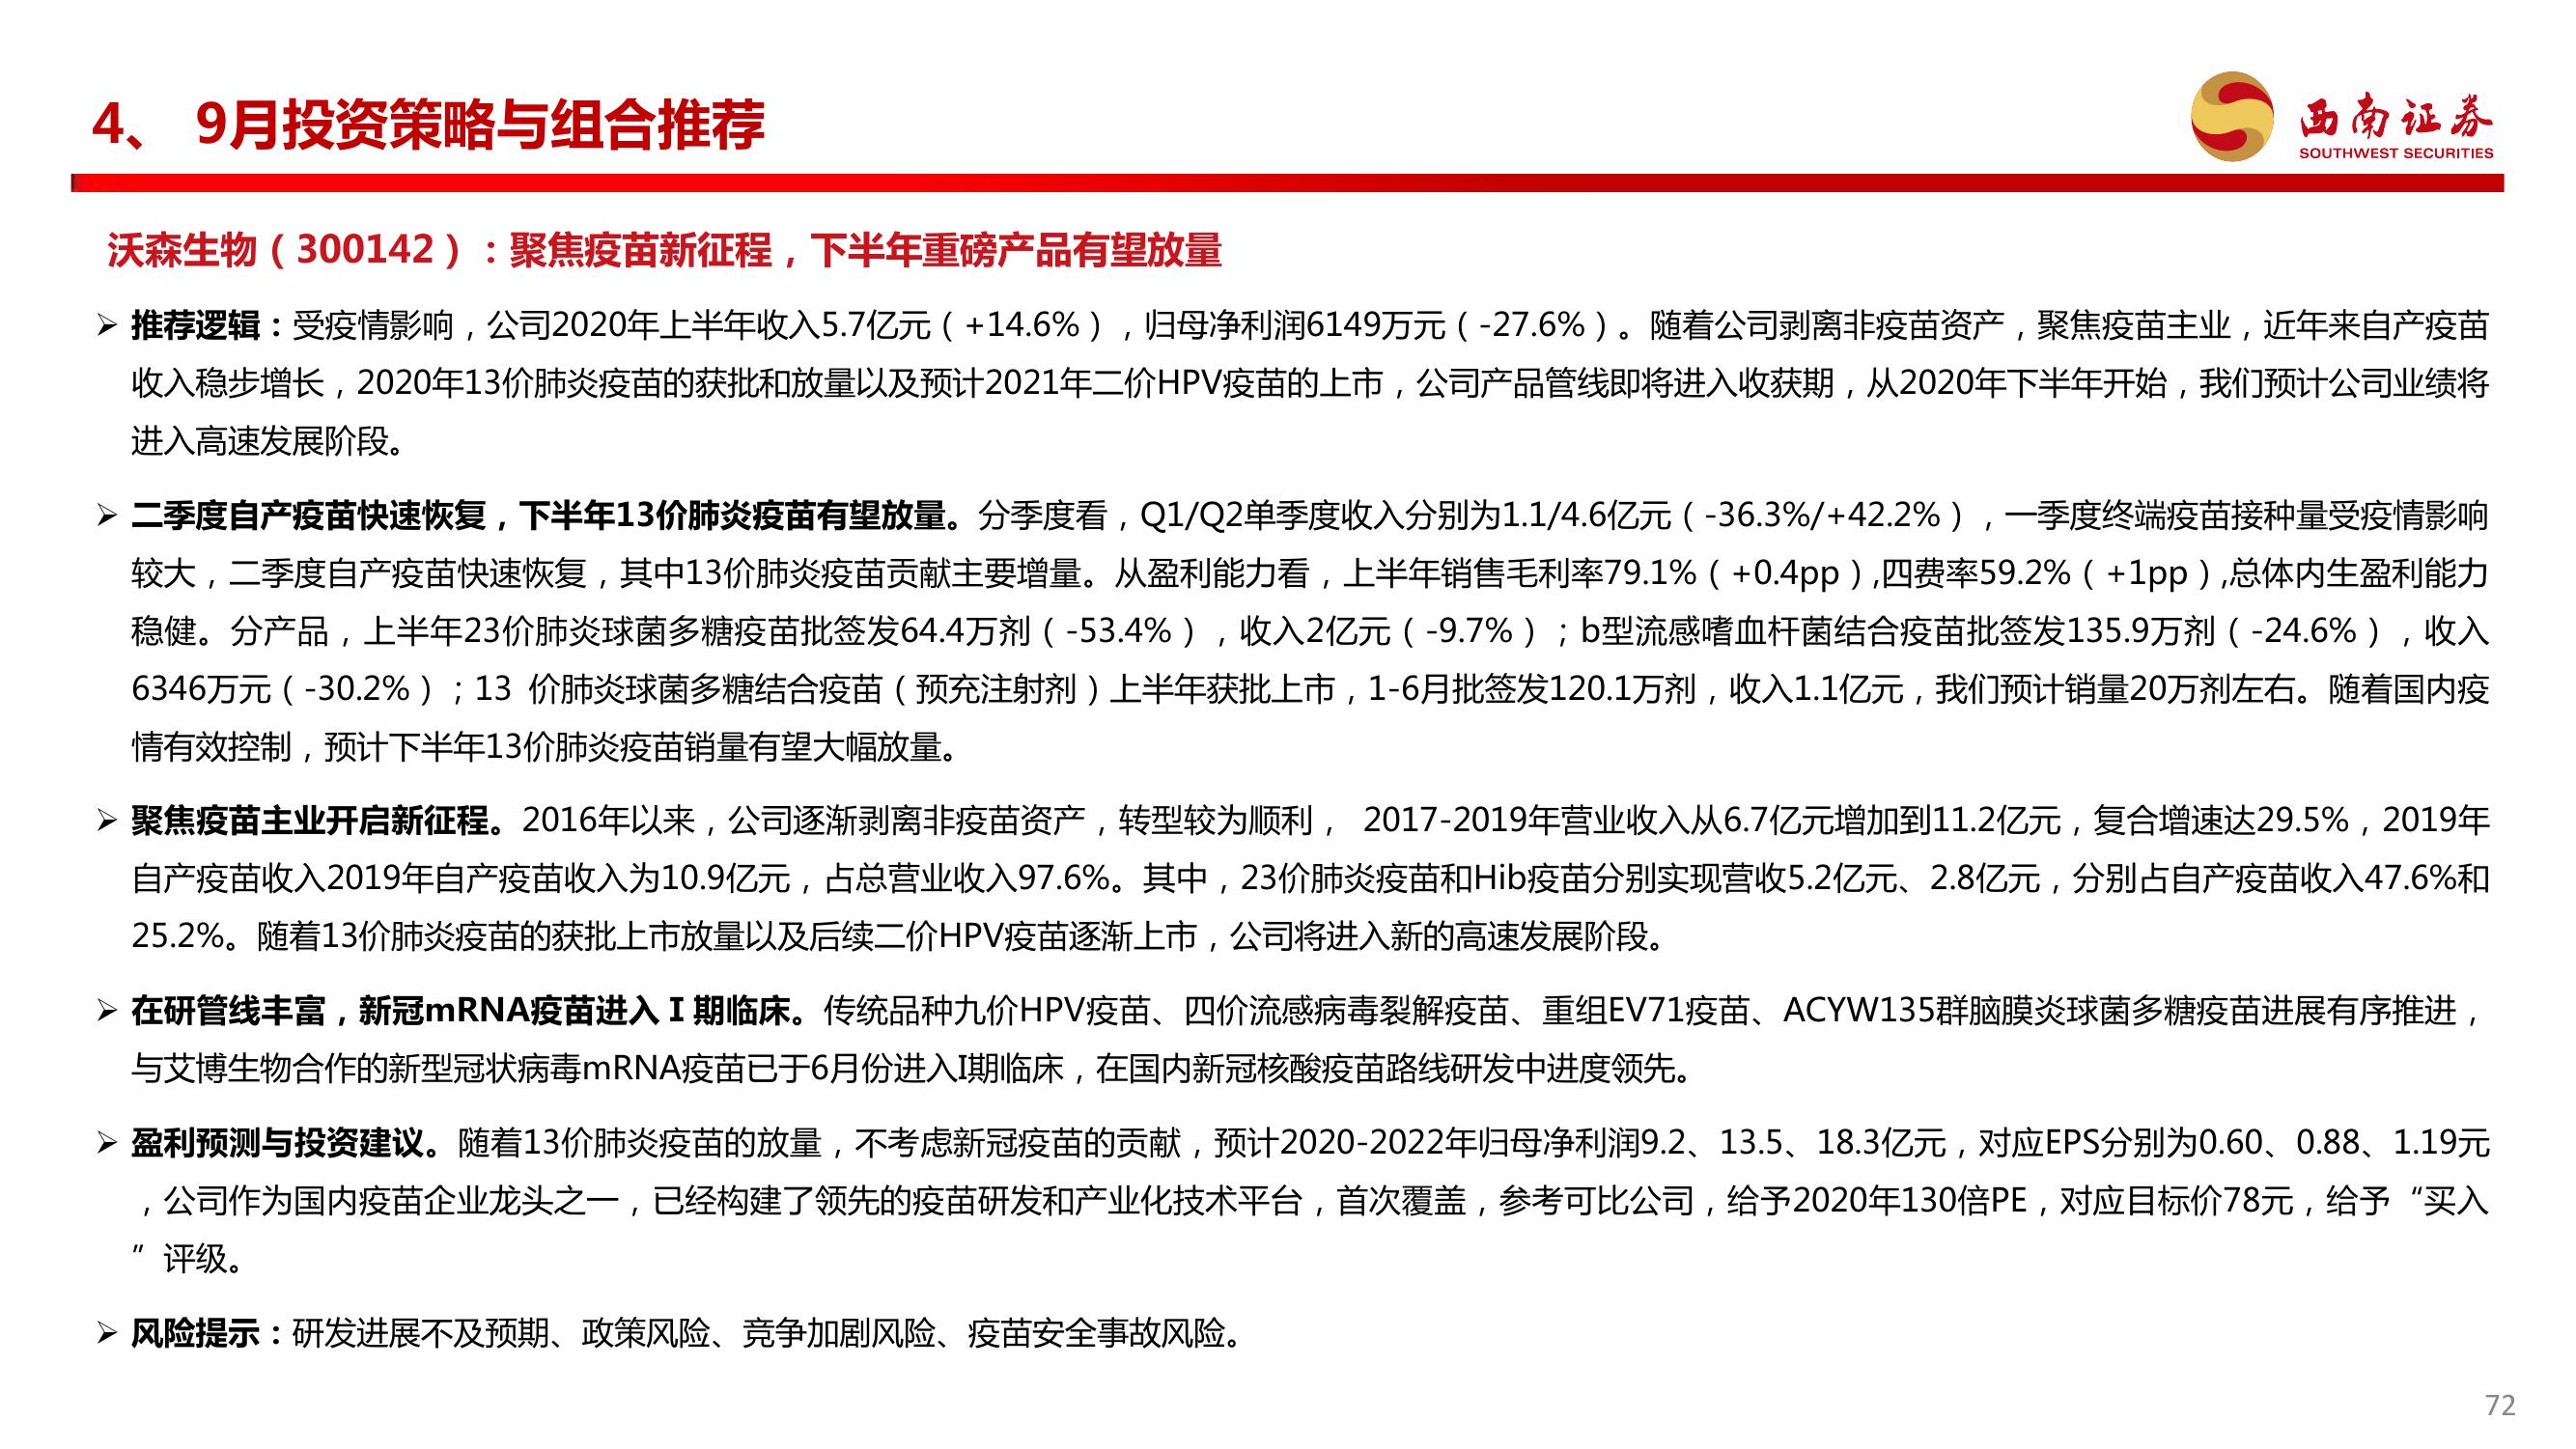 4、 9月投资策略与组合推荐
西南证券
SOUTHWEST SECURITIES
沃森生物（300142）：聚焦疫苗新征程，下半年重磅产品有望放量
➢ 推荐逻辑：受疫情影响，公司2020年上半年收入5.7亿元（+14.6%），归母净利润6149万元（-27.6%）。随着公司剥离非疫苗资产，聚焦疫苗主业，近年来自产疫苗
收入稳步增长，2020年13价肺炎疫苗的获批和放量以及预计2021年二价HPV疫苗的上市，公司产品管线即将进入收获期，从2020年下半年开始，我们预计公司业绩将
进入高速发展阶段。
➢ 二季度自产疫苗快速恢复，下半年13价肺炎疫苗有望放量。分季度看，Q1/Q2单季度收入分别为1.1/4.6亿元（-36.3%/+42.2%），一季度终端疫苗接种量受疫情影响
较大，二季度自产疫苗快速恢复，其中13价肺炎疫苗贡献主要增量。从盈利能力看，上半年销售毛利率79.1%（+0.4pp）,四费率59.2%（+1pp）,总体内生盈利能力
稳健。分产品，上半年23价肺炎球菌多糖疫苗批签发64.4万剂（-53.4%），收入2亿元（-9.7%）；b型流感嗜血杆菌结合疫苗批签发135.9万剂（-24.6%），收入
6346万元（-30.2%）；13 价肺炎球菌多糖结合疫苗（预充注射剂）上半年获批上市，1-6月批签发120.1万剂，收入1.1亿元，我们预计销量20万剂左右。随着国内疫
情有效控制，预计下半年13价肺炎疫苗销量有望大幅放量。
➢ 聚焦疫苗主业开启新征程。2016年以来，公司逐渐剥离非疫苗资产，转型较为顺利， 2017-2019年营业收入从6.7亿元增加到11.2亿元，复合增速达29.5%，2019年
自产疫苗收入2019年自产疫苗收入为10.9亿元，占总营业收入97.6%。其中，23价肺炎疫苗和Hib疫苗分别实现营收5.2亿元、2.8亿元，分别占自产疫苗收入47.6%和
25.2%。随着13价肺炎疫苗的获批上市放量以及后续二价HPV疫苗逐渐上市，公司将进入新的高速发展阶段。
➢ 在研管线丰富，新冠mRNA疫苗进入Ⅰ期临床。传统品种九价HPV疫苗、四价流感病毒裂解疫苗、重组EV71疫苗、ACYW135群脑膜炎球菌多糖疫苗进展有序推进，
与艾博生物合作的新型冠状病毒mRNA疫苗已于6月份进入I期临床，在国内新冠核酸疫苗路线研发中进度领先。
➢ 盈利预测与投资建议。随着13价肺炎疫苗的放量，不考虑新冠疫苗的贡献，预计2020-2022年归母净利润9.2、13.5、18.3亿元，对应EPS分别为0.60、0.88、1.19元
，公司作为国内疫苗企业龙头之一，已经构建了领先的疫苗研发和产业化技术平台，首次覆盖，参考可比公司，给予2020年130倍PE，对应目标价78元，给予“买入
”评级。
➢ 风险提示：研发进展不及预期、政策风险、竞争加剧风险、疫苗安全事故风险。
72